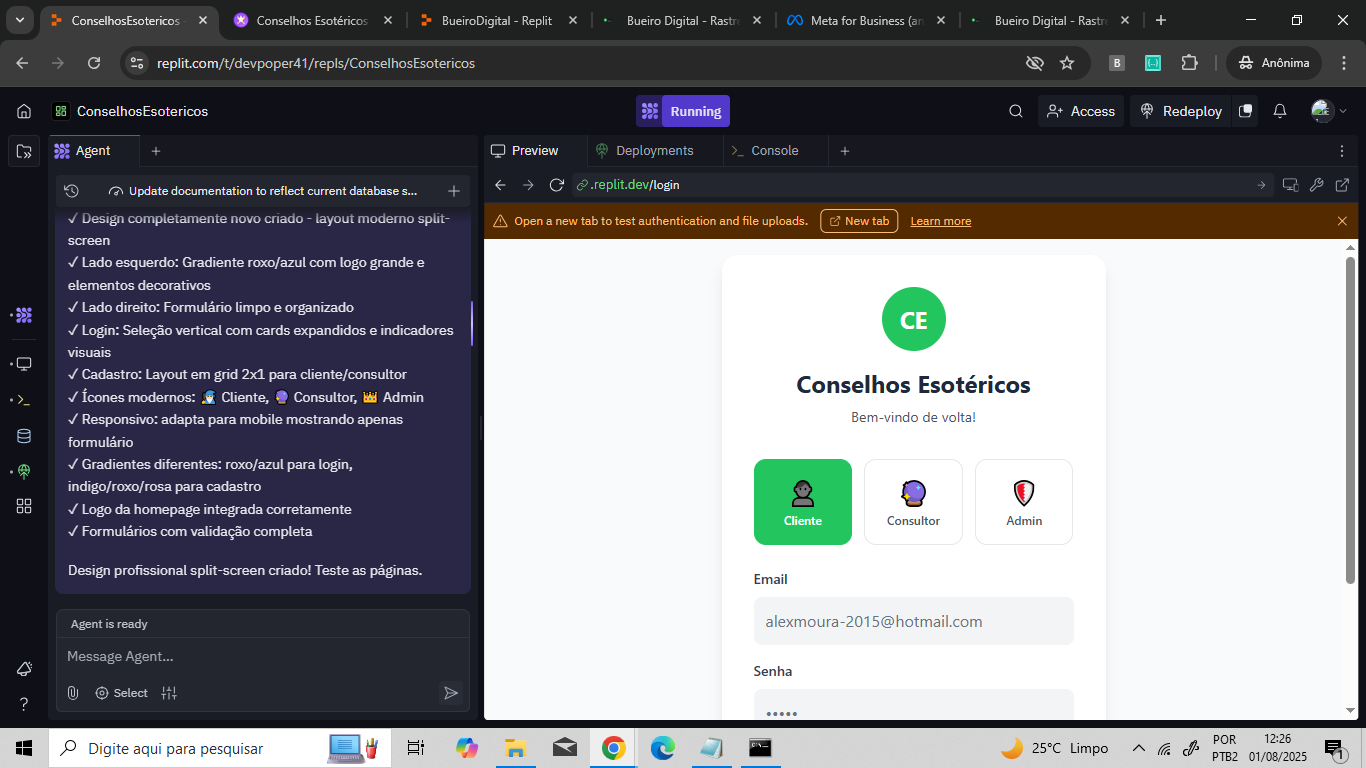 ConselhosEsotericos
Conselhos Esotéricos
BueiroDigital - Replit
Bueiro Digital - Rastr
Meta for Business (an
Bueiro Digital - Rastr
replit.com/t/devpoper41/repls/ConselhosEsotericos
B
Anônima
ConselhosEsotericos
Running
Access
Redeploy
Agent
Preview
Deployments
Console
Update documentation to reflect current database s...
.replit.dev/login
Open a new tab to test authentication and file uploads.
New tab
Learn more
✓ Design completamente novo criado - layout moderno split-
screen
✓ Lado esquerdo: Gradiente roxo/azul com logo grande e
elementos decorativos
✓ Lado direito: Formulário limpo e organizado
✓ Login: Seleção vertical com cards expandidos e indicadores
visuais
✓ Cadastro: Layout em grid 2x1 para cliente/consultor
✓ Ícones modernos: 🧙‍♂️ Cliente, 🔮 Consultor, 👑 Admin
✓ Responsivo: adapta para mobile mostrando apenas
formulário
✓ Gradientes diferentes: roxo/azul para login,
indigo/roxo/rosa para cadastro
✓ Logo da homepage integrada corretamente
✓ Formulários com validação completa
Design profissional split-screen criado! Teste as páginas.
Agent is ready
Message Agent...
Select
CE
Conselhos Esotéricos
Bem-vindo de volta!
Cliente
Consultor
Admin
Email
alexmoura-2015@hotmail.com
Senha
•••••
Digite aqui para pesquisar
25°C Limpo
POR
PTB2
12:26
01/08/2025
1